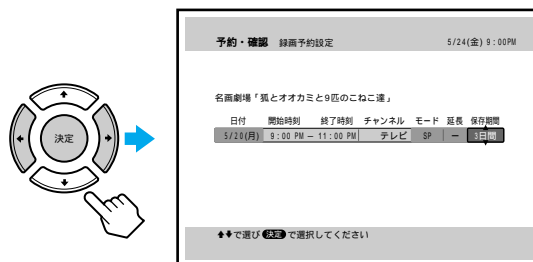 予約・確認 録画予約設定 5/24(金) 9:00PM
名画劇場「狐とオオカミと9匹のこねこ達」
日付 開始時刻 終了時刻 チャンネル モード 延長 保存期間
5/20(月) 9:00 PM − 11:00 PM テレビ SP − 3日間
決定
で選び 決定 で選択してください